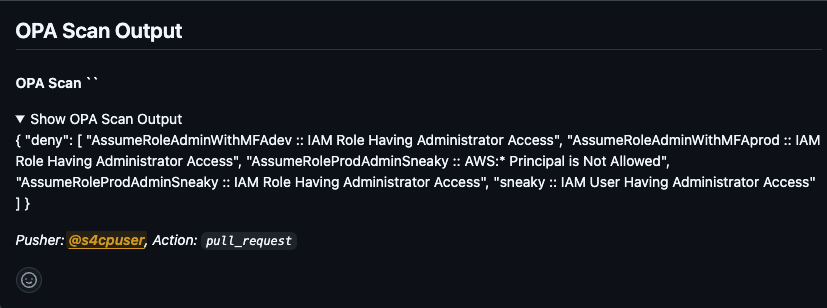 OPA Scan Output
OPA Scan ``
▼ Show OPA Scan Output
{ "deny": [ "AssumeRoleAdminWithMFAdev :: IAM Role Having Administrator Access", "AssumeRoleAdminWithMFAprod :: IAM
Role Having Administrator Access", "AssumeRoleProdAdminSneaky :: AWS:* Principal is Not Allowed",
"AssumeRoleProdAdminSneaky :: IAM Role Having Administrator Access", "sneaky :: IAM User Having Administrator Access"
] }
Pusher: @s4cpuser, Action: pull_request